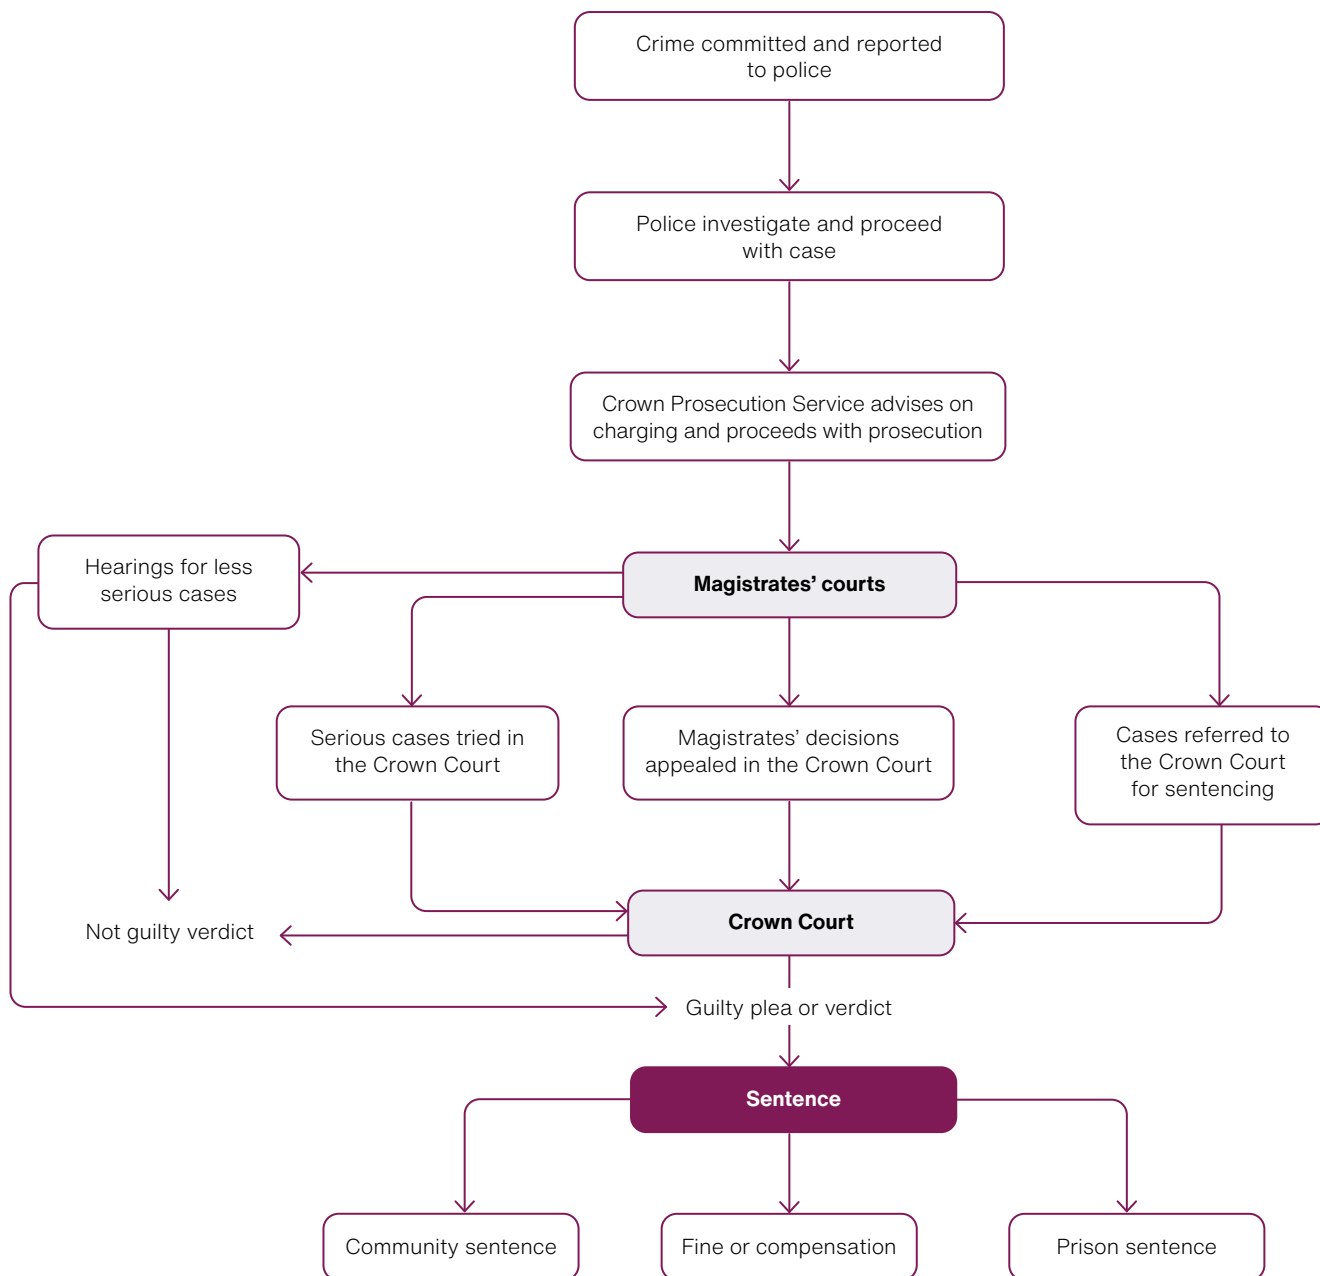 Crime committed and reported
to police
Police investigate and proceed
with case
Crown Prosecution Service advises on
charging and proceeds with prosecution
Hearings for less
serious cases
Magistrates’ courts
Serious cases tried in
the Crown Court
Magistrates’ decisions
appealed in the Crown Court
Cases referred to
the Crown Court
for sentencing
Not guilty verdict
Crown Court
Guilty plea or verdict
Sentence
Community sentence
Fine or compensation
Prison sentence